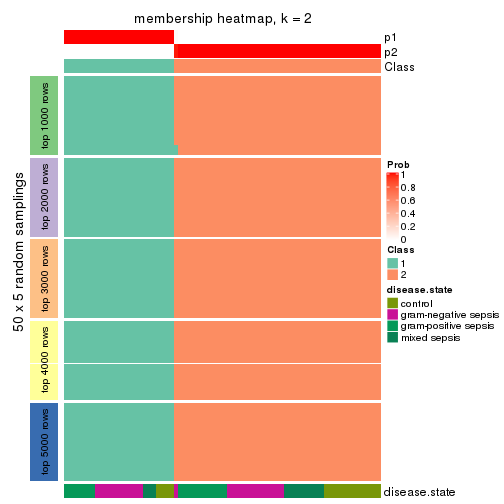 membership heatmap, k = 2
p1
p2
Class
50 x 5 random samplings
top 1000 rows
top 2000 rows
top 3000 rows
top 4000 rows
top 5000 rows
Prob
1
0.8
0.6
0.4
0.2
0
Class
1
2
disease.state
control
gram-negative sepsis
gram-positive sepsis
mixed sepsis
disease.state